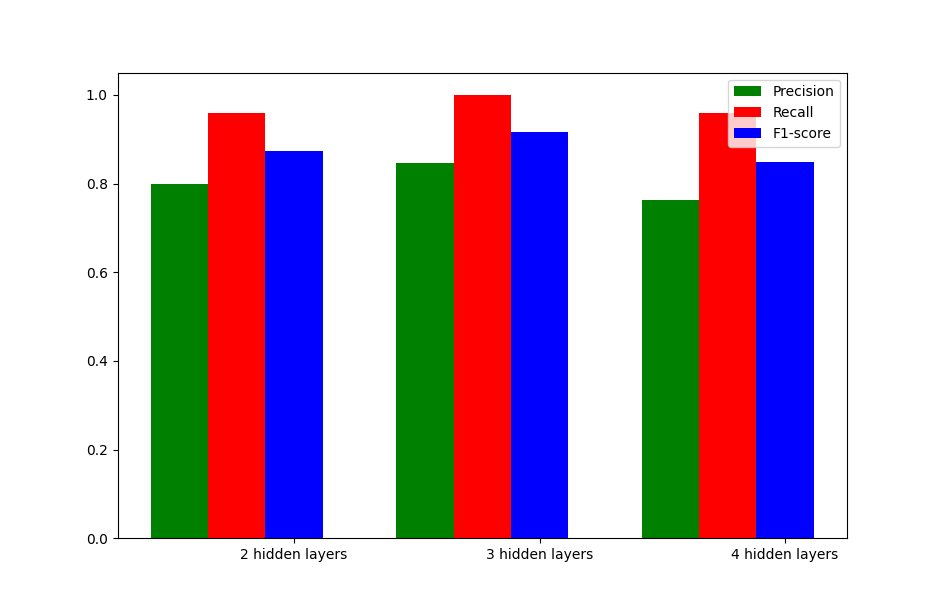 Precision
Recall
F1-score
1.0
0.8
0.6
0.4
0.2
0.0
2 hidden layers
3 hidden layers
4 hidden layers